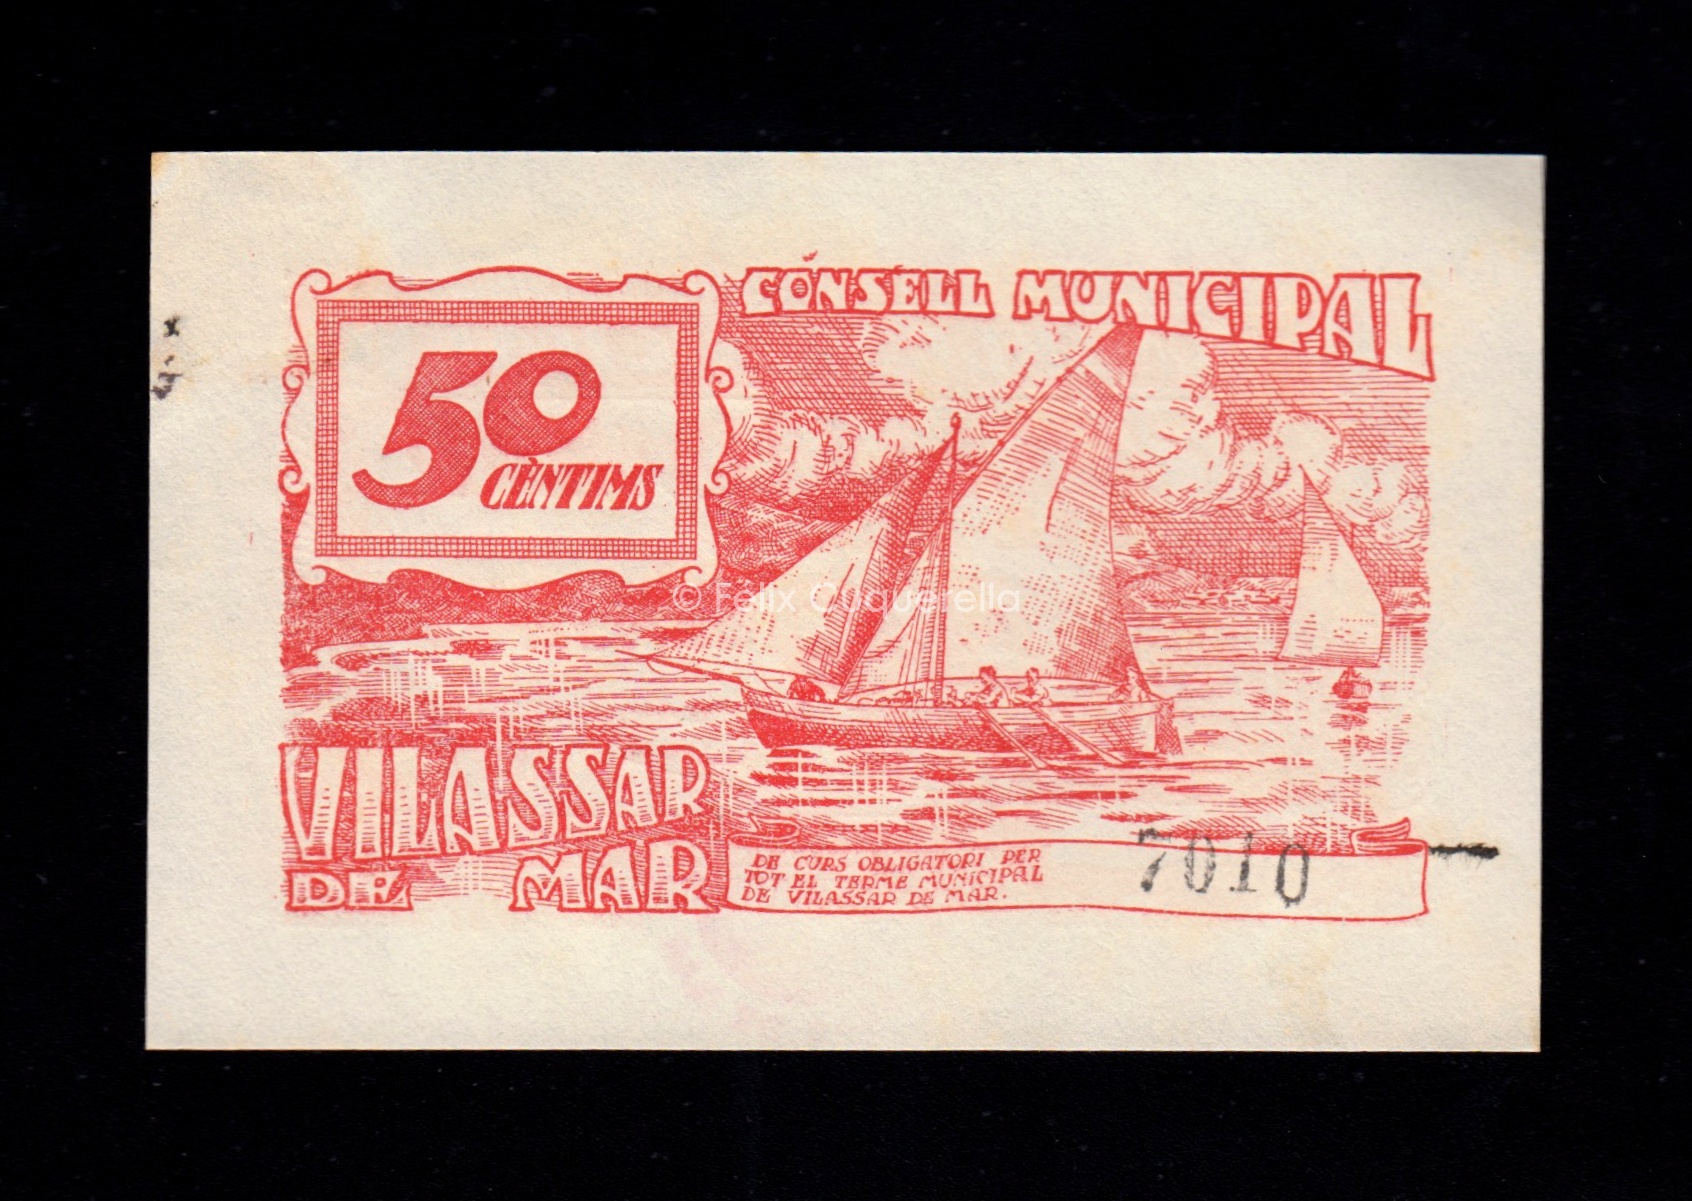 CONSELL MUNICIPAL
50
CÈNTIMS
© Felix Cuquerella
VILASSAR
DE MAR
DE CURS OBLIGATORI PER
TOT EL TERME MUNICIPAL
DE VILASSAR DE MAR.
7010